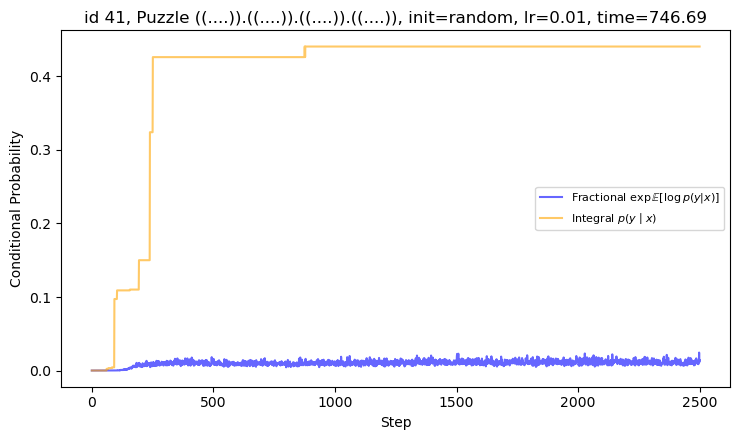 id 41, Puzzle ((....)).((....)).((....)).((....)), init=random, lr=0.01, time=746.69
Conditional Probability
0.4
0.3
0.2
0.1
0.0
Fractional exp𝔼[log p(y|x)]
Integral p(y | x)
0
500
1000
1500
2000
2500
Step